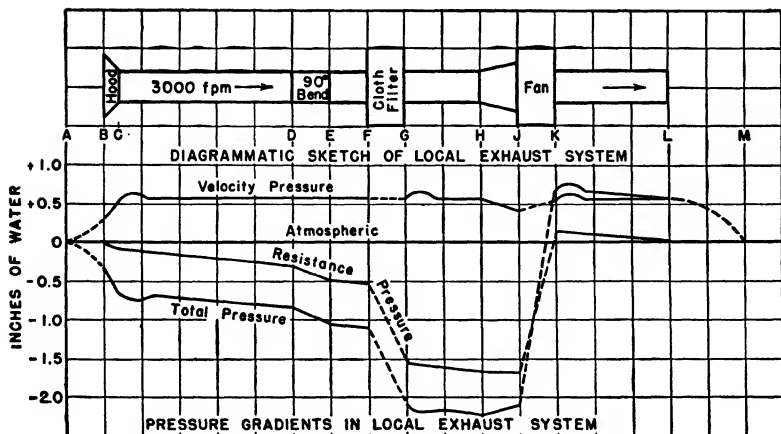 Hood
3000 fpm
90°
Bend
Cloth
Filter
Fan
A B C D E F G H J K L M
DIAGRAMMATIC SKETCH OF LOCAL EXHAUST SYSTEM
+1.0
Velocity Pressure
+0.5
Atmospheric
0
Resistance
Pressure
-0.5
Total Pressure
-1.0
-1.5
-2.0
INCHES OF WATER
PRESSURE GRADIENTS IN LOCAL EXHAUST SYSTEM